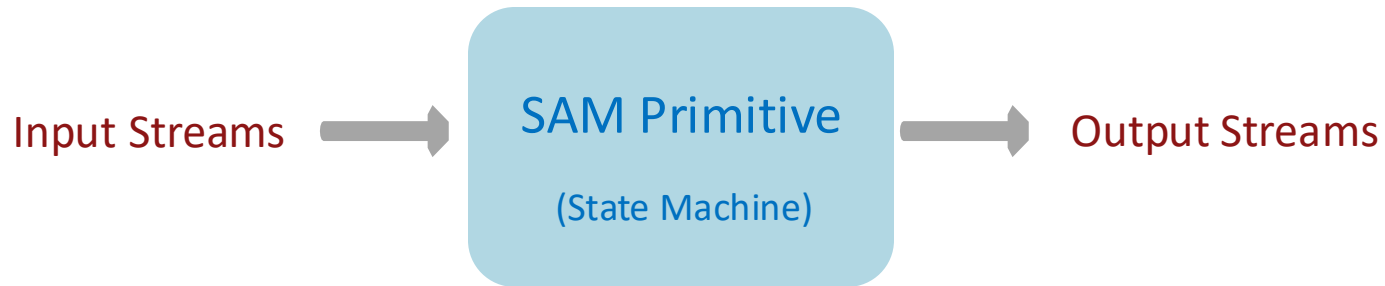 Input Streams
SAM Primitive
(State Machine)
Output Streams